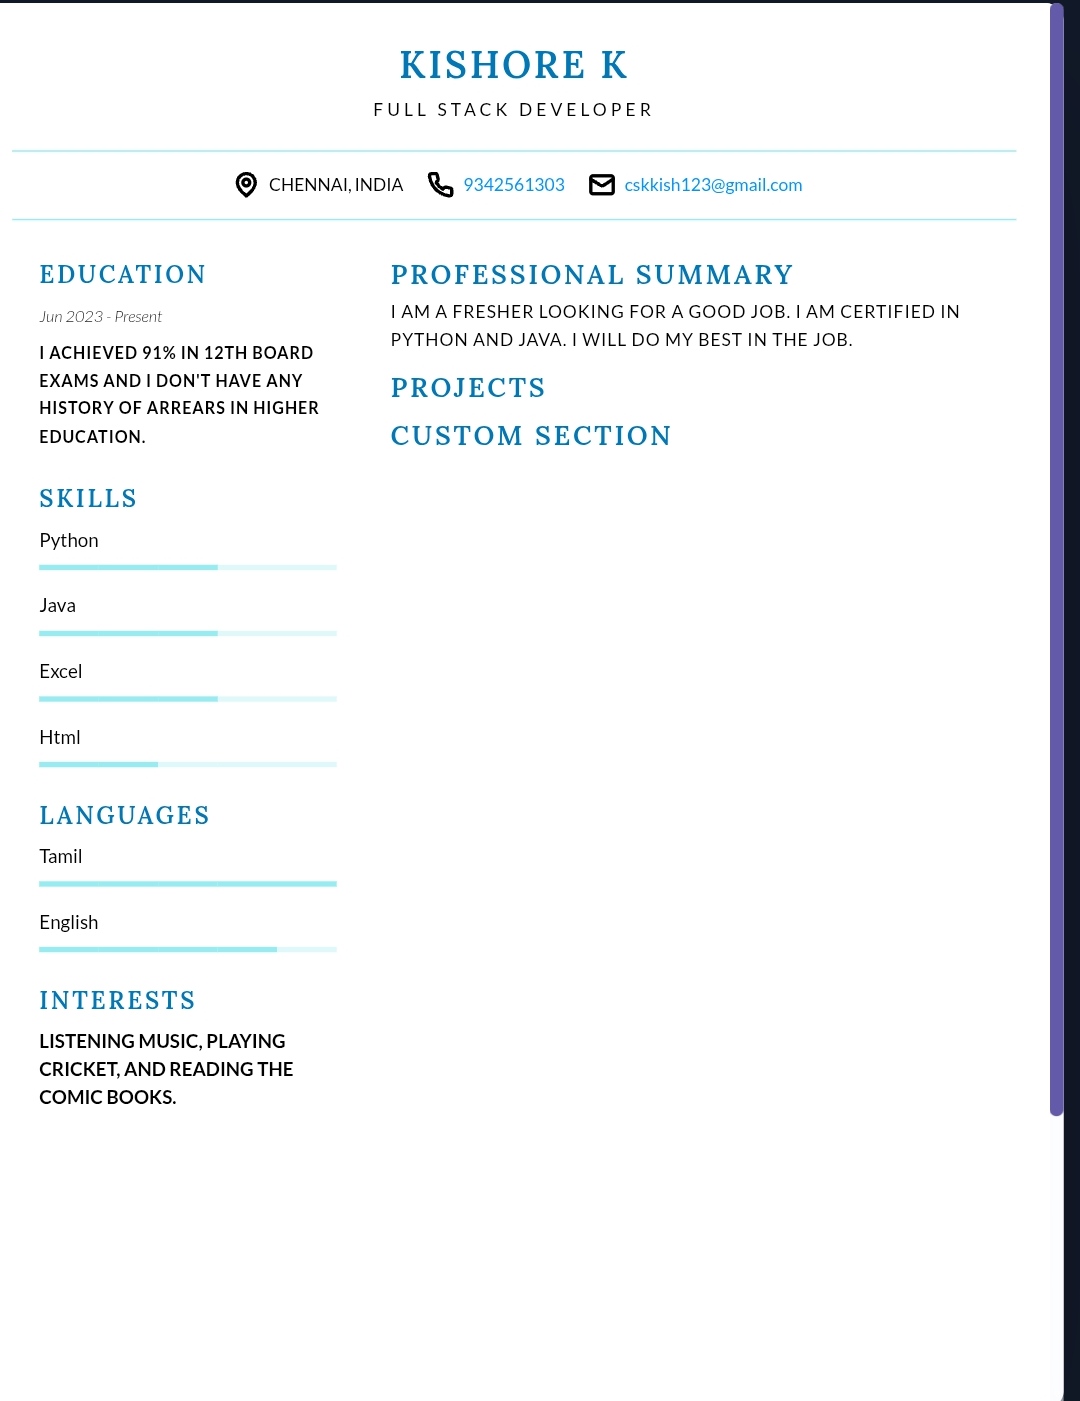 KISHORE K
FULL STACK DEVELOPER
CHENNAI, INDIA 9342561303 cskkish123@gmail.com
EDUCATION
Jun 2023 - Present
I ACHIEVED 91% IN 12TH BOARD
EXAMS AND I DON'T HAVE ANY
HISTORY OF ARREARS IN HIGHER
EDUCATION.
SKILLS
Python
Java
Excel
Html
LANGUAGES
Tamil
English
INTERESTS
LISTENING MUSIC, PLAYING
CRICKET, AND READING THE
COMIC BOOKS.
PROFESSIONAL SUMMARY
I AM A FRESHER LOOKING FOR A GOOD JOB. I AM CERTIFIED IN
PYTHON AND JAVA. I WILL DO MY BEST IN THE JOB.
PROJECTS
CUSTOM SECTION